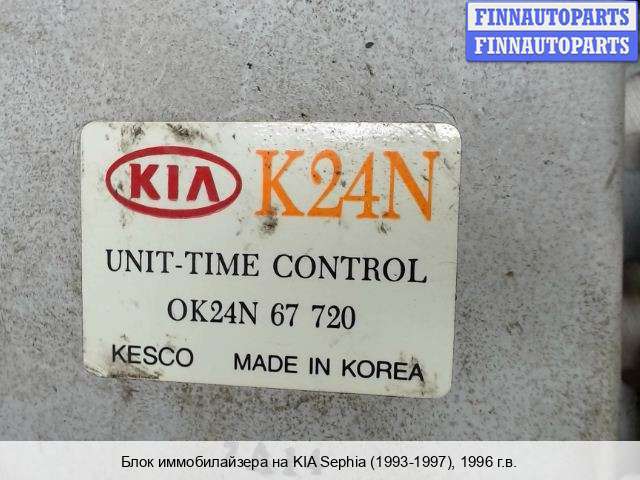 FINNAUTOPARTS
FINNAUTOPARTS
KIA K24N
UNIT-TIME CONTROL
OK24N 67 720
KESCO MADE IN KOREA
Блок иммобилайзера на KIA Sephia (1993-1997), 1996 г.в.